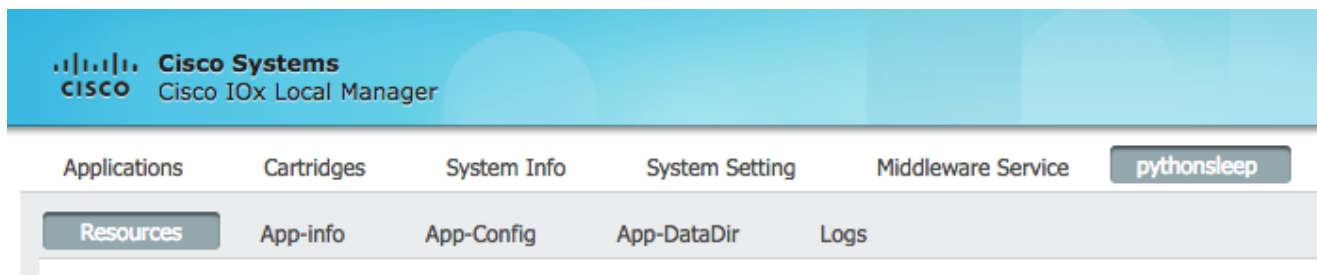 Cisco Systems
CISCO Cisco IOx Local Manager
Applications Cartridges System Info System Setting Middleware Service pythonsleep
Resources App-info App-Config App-DataDir Logs